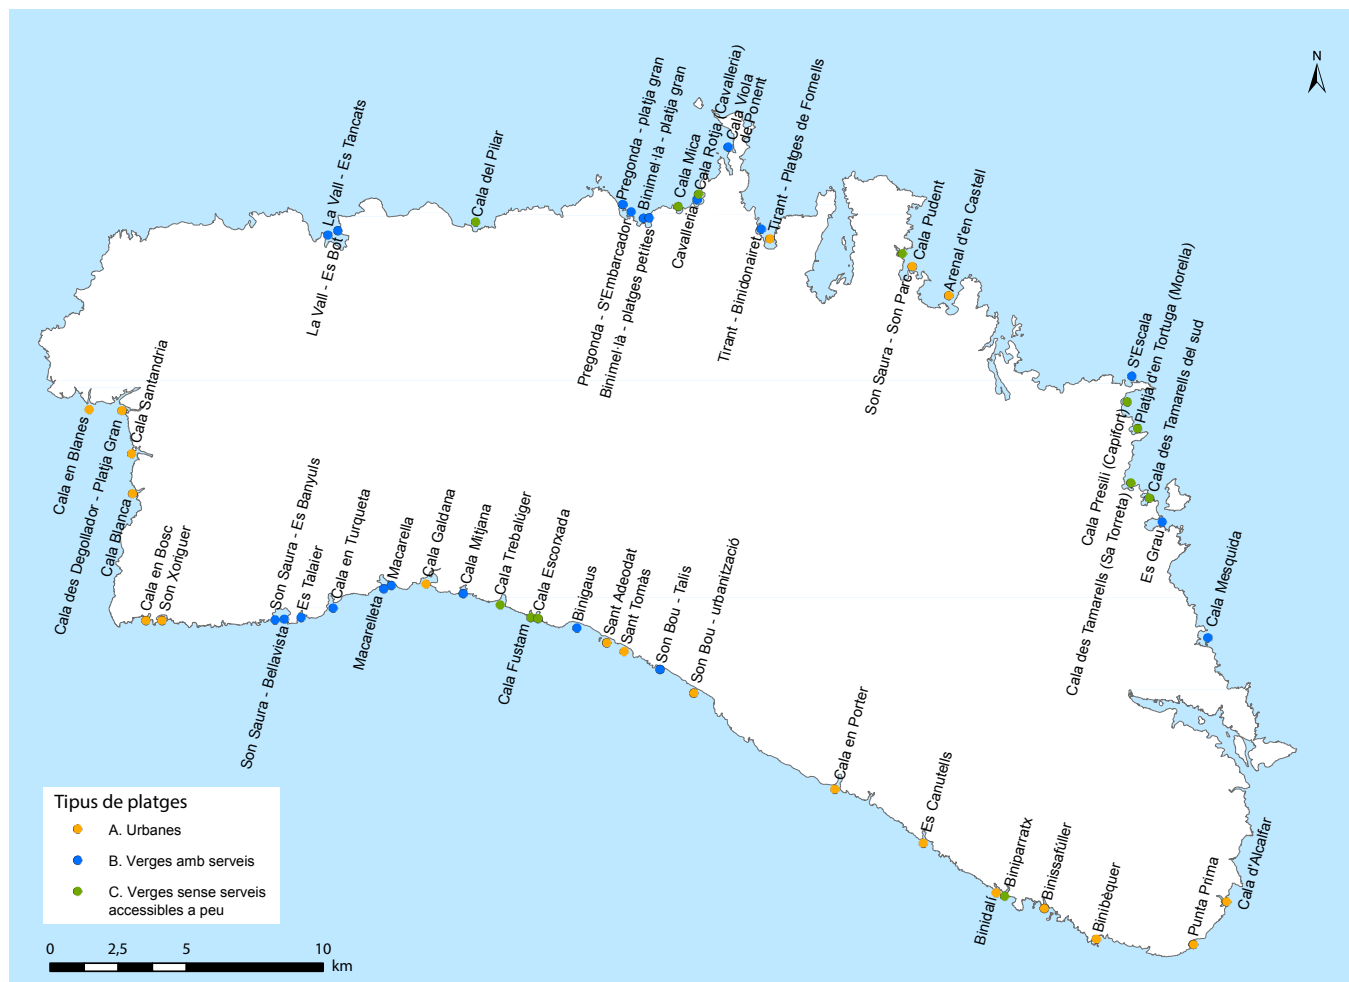 N
Pregonda - platja gran
Binimel·là - platja gran
Cala Mica
Cala Rotja (Cavalleria)
Cala Viola
de Ponent
Tirant - Platges de Fornells
La Vall - Es Tancats
Cala del Pilar
La Vall - Es Bot
Pregonda - S'Embarcador
Binimel·là - platges petites
Cavalleria
Tirant - Binidonairet
Cala Pudent
Arenal d'en Castell
Son Saura - Son Parc
S'Escala
Platja d'en Tortuga (Morella)
Cala des Tamarells del sud
Cala Presili (Capifort)
Cala des Tamarells (Sa Torreta)
Es Grau
Cala Mesquida
Cala Santandria
Cala en Blanes
Cala des Degollador - Platja Gran
Cala Blanca
Cala en Bosc
Son Xoriguer
Son Saura - Es Banyuls
Son Saura - Bellavista
Es Talaier
Cala en Turqueta
Macarella
Macarelleta
Cala Galdana
Cala Mitjana
Cala Trebalúger
Cala Escorxada
Cala Fustam
Binigaus
Sant Adeodat
Sant Tomàs
Son Bou - Talis
Son Bou - urbanització
Cala en Porter
Es Canutells
Biniparratx
Binidalí
Binissafúller
Binibèquer
Punta Prima
Cala d'Alcalfar
Tipus de platges
A. Urbanes
B. Verges amb serveis
C. Verges sense serveis
accessibles a peu
0 2,5 5 10
km